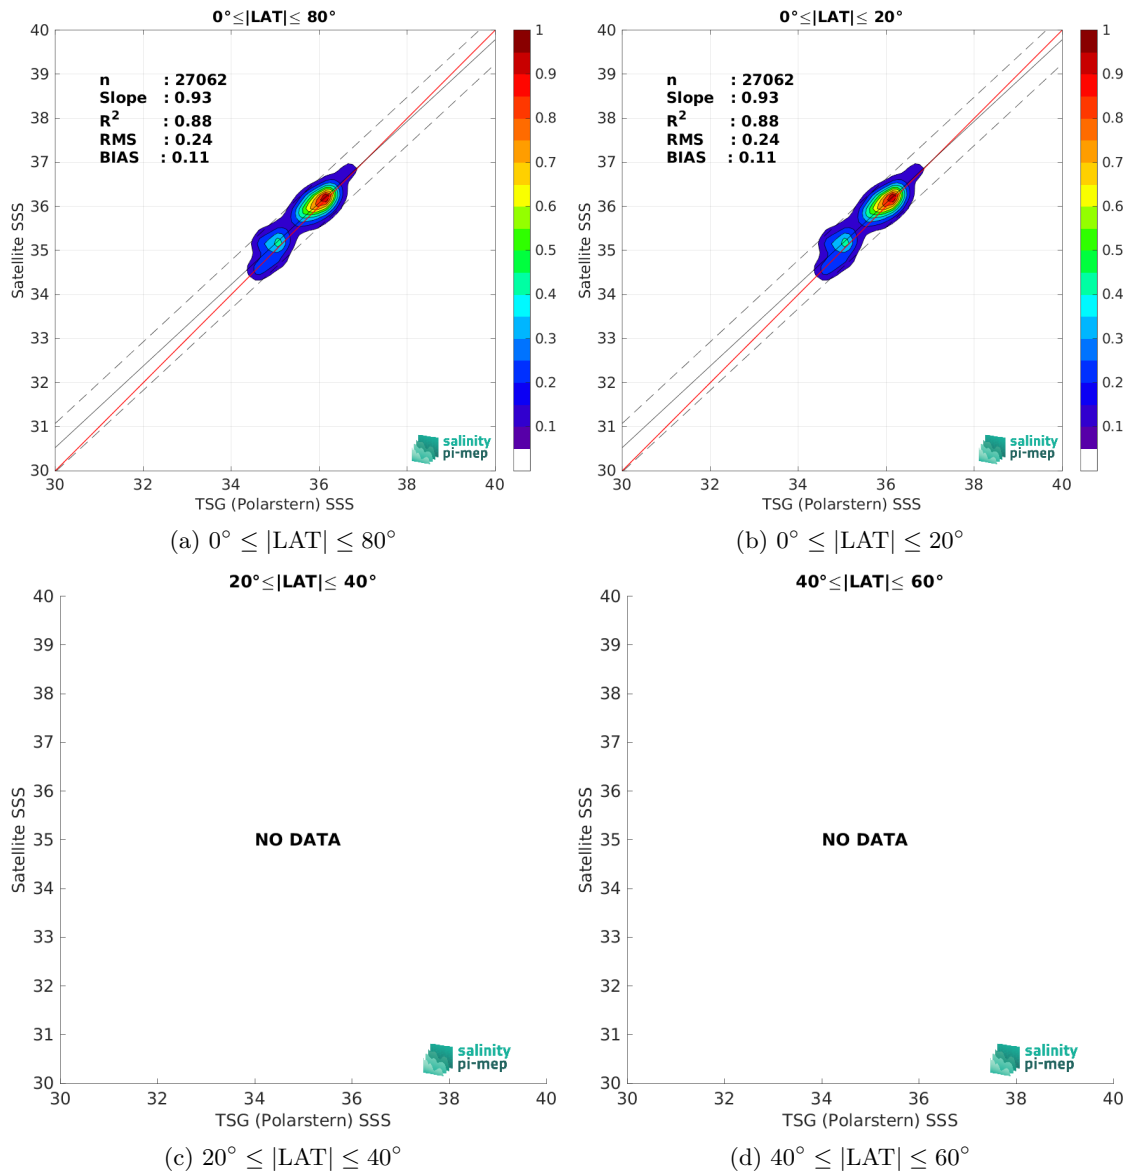 0°≤|LAT|≤ 80°
40
39
38
37
36
35
34
33
32
31
30
Satellite SSS
n : 27062
Slope : 0.93
R2 : 0.88
RMS : 0.24
BIAS : 0.11
salinity
pi-mep
30 32 34 36 38 40
TSG (Polarstern) SSS
1
0.9
0.8
0.7
0.6
0.5
0.4
0.3
0.2
0.1
(a) 0° ≤ |LAT| ≤ 80°
0°≤|LAT|≤ 20°
40
39
38
37
36
35
34
33
32
31
30
Satellite SSS
n : 27062
Slope : 0.93
R2 : 0.88
RMS : 0.24
BIAS : 0.11
salinity
pi-mep
30 32 34 36 38 40
TSG (Polarstern) SSS
1
0.9
0.8
0.7
0.6
0.5
0.4
0.3
0.2
0.1
(b) 0° ≤ |LAT| ≤ 20°
20°≤|LAT|≤ 40°
40
39
38
37
36
35
34
33
32
31
30
Satellite SSS
NO DATA
salinity
pi-mep
30 32 34 36 38 40
TSG (Polarstern) SSS
(c) 20° ≤ |LAT| ≤ 40°
40°≤|LAT|≤ 60°
40
39
38
37
36
35
34
33
32
31
30
Satellite SSS
NO DATA
salinity
pi-mep
30 32 34 36 38 40
TSG (Polarstern) SSS
(d) 40° ≤ |LAT| ≤ 60°